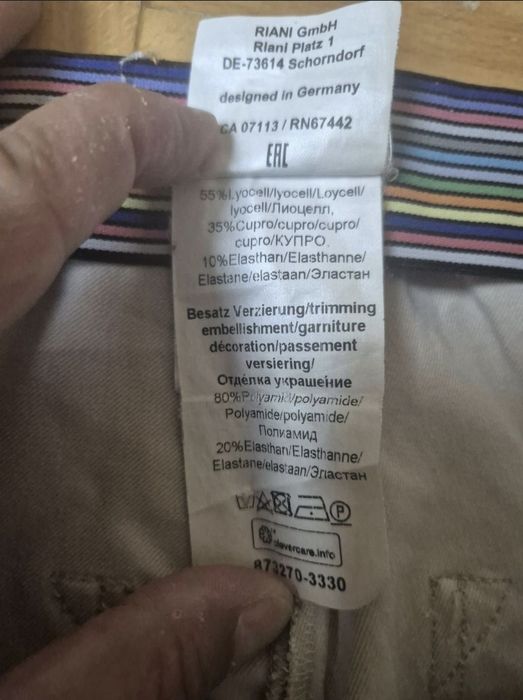 RIANI GmbH
Riani Platz 1
DE-73614 Schorndorf
designed in Germany
CA 07113 / RN67442
EAC
55%Lyocell/lyocell/Loycell/
lyocell/Лиоцелл,
35%Cupro/cupro/cupro/
cupro/КУПРО.
10%Elasthan/Elasthanne/
Elastane/elastaan/Эластан
Besatz Verzierung/trimming
embellishment/garniture
décoration/passement
versiering/
Отделка украшение
80%Polyamid/polyamide/
Polyamide/polyamide/
Полиамид
20%Elasthan/Elasthanne/
Elastane/elastaan/Эластан
P
clevercare.info
873270-3330